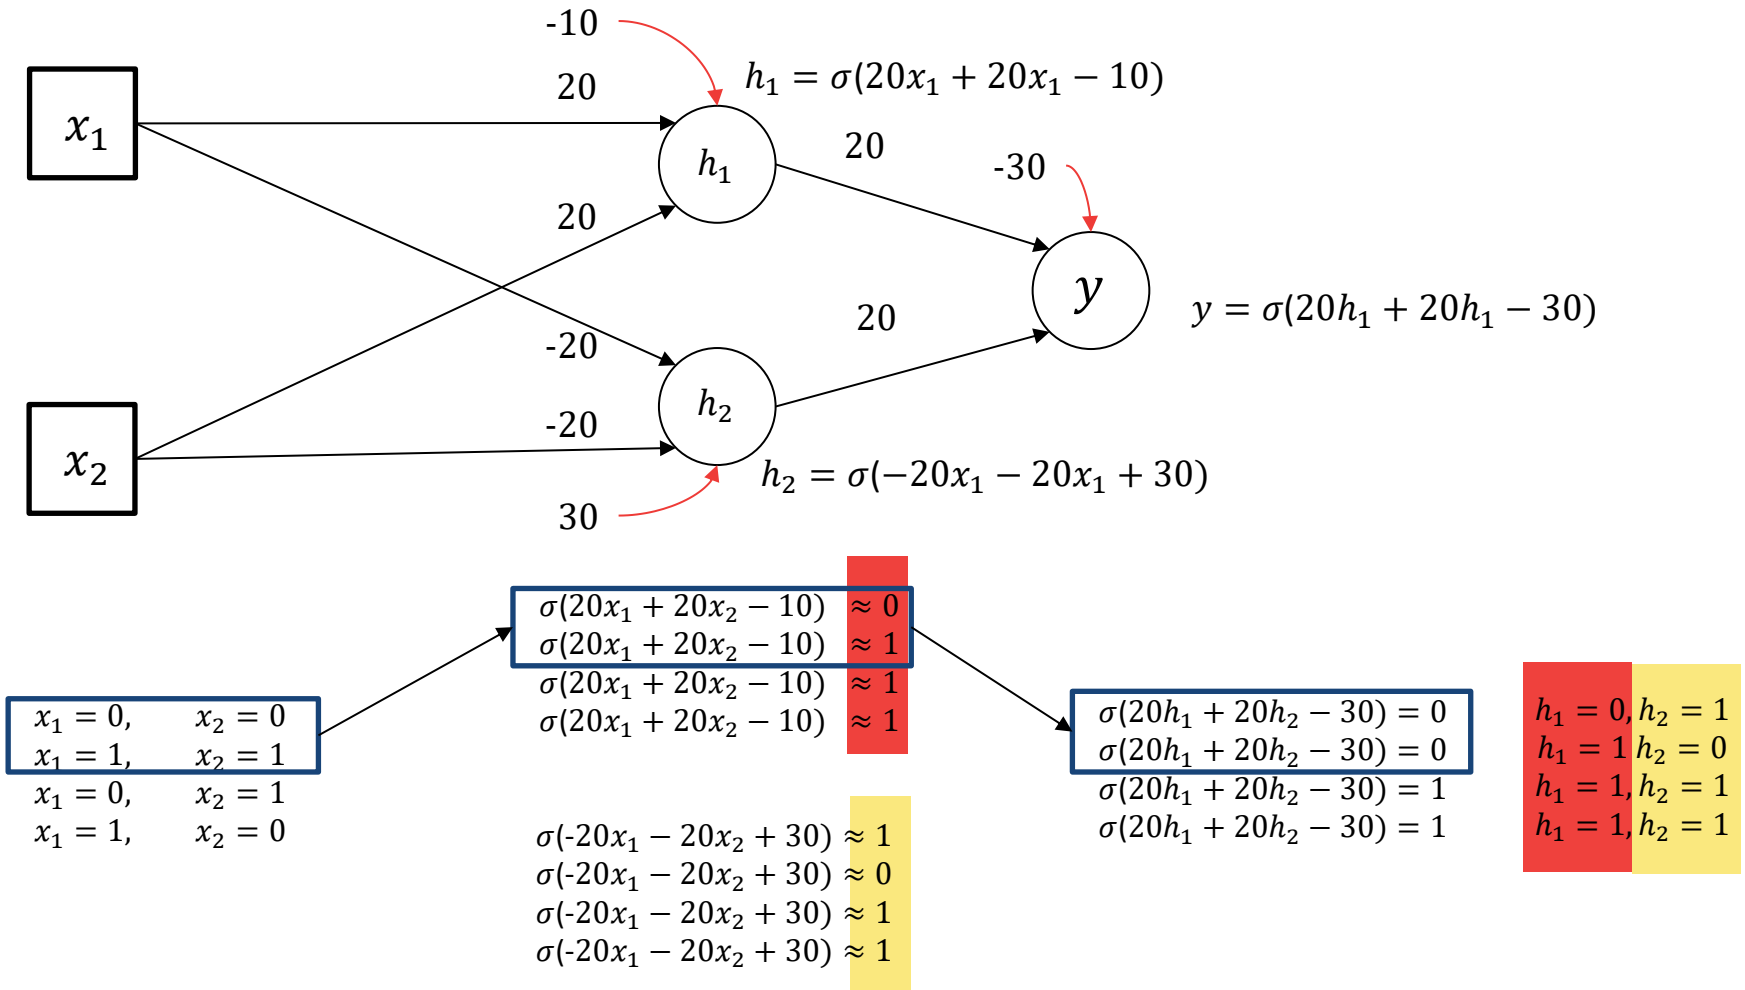 -10
h₁ = σ(20x₁ + 20x₁ − 10)
20
x₁
h₁
20
-30
20
y
y = σ(20h₁ + 20h₁ − 30)
20
-20
h₂
-20
x₂
h₂ = σ(−20x₁ − 20x₁ + 30)
30
x₁ = 0, x₂ = 0
x₁ = 1, x₂ = 1
x₁ = 0, x₂ = 1
x₁ = 1, x₂ = 0
σ(20x₁ + 20x₂ − 10) ≈ 0
σ(20x₁ + 20x₂ − 10) ≈ 1
σ(20x₁ + 20x₂ − 10) ≈ 1
σ(20x₁ + 20x₂ − 10) ≈ 1
σ(-20x₁ − 20x₂ + 30) ≈ 1
σ(-20x₁ − 20x₂ + 30) ≈ 0
σ(-20x₁ − 20x₂ + 30) ≈ 1
σ(-20x₁ − 20x₂ + 30) ≈ 1
σ(20h₁ + 20h₂ − 30) = 0
σ(20h₁ + 20h₂ − 30) = 0
σ(20h₁ + 20h₂ − 30) = 1
σ(20h₁ + 20h₂ − 30) = 1
h₁ = 0, h₂ = 1
h₁ = 1 h₂ = 0
h₁ = 1, h₂ = 1
h₁ = 1, h₂ = 1